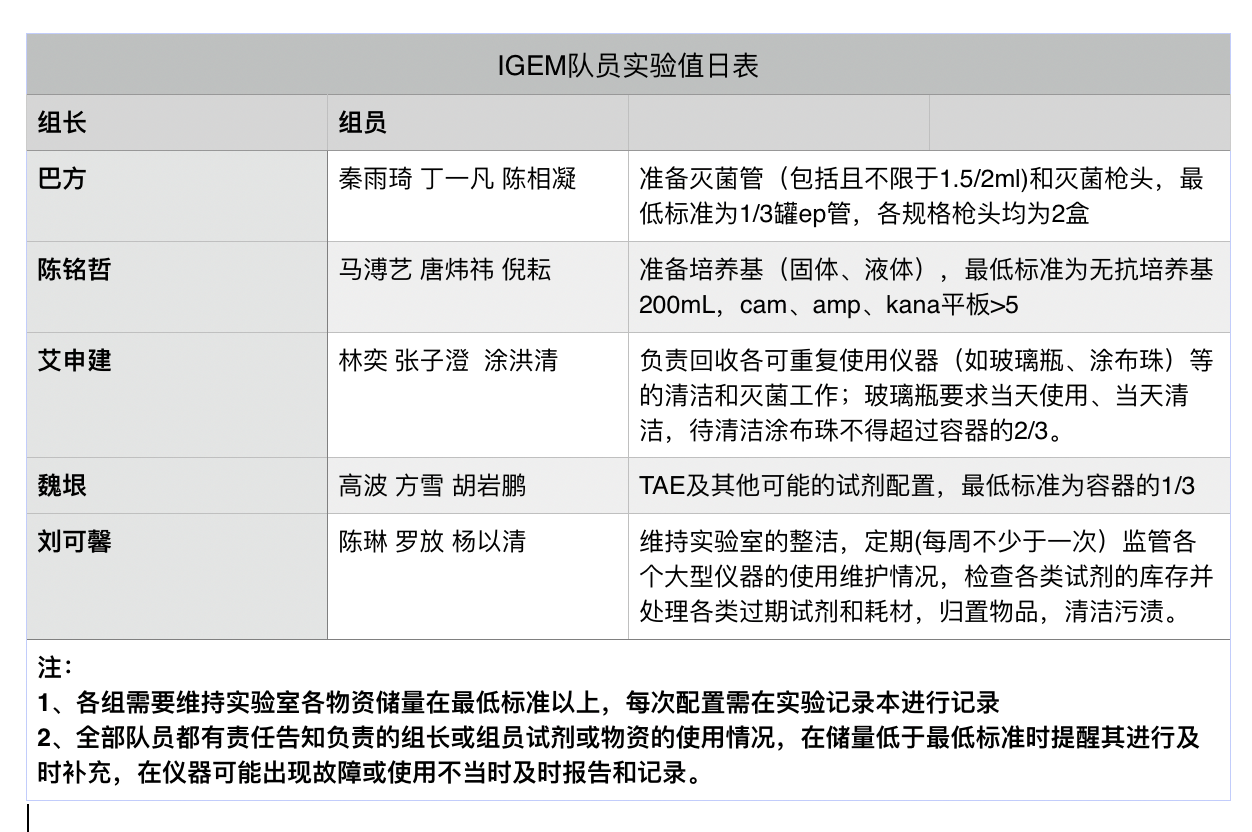 IGEM队员实验值日表
组长 组员
巴方 秦雨琦 丁一凡 陈相凝 准备灭菌管（包括且不限于1.5/2ml)和灭菌枪头，最
低标准为1/3罐ep管，各规格枪头均为2盒
陈铭哲 马溥艺 唐炜祎 倪耘 准备培养基（固体、液体），最低标准为无抗培养基
200mL，cam、amp、kana平板>5
艾申建 林奕 张子澄 涂洪清 负责回收各可重复使用仪器（如玻璃瓶、涂布珠）等
的清洁和灭菌工作；玻璃瓶要求当天使用、当天清
洁，待清洁涂布珠不得超过容器的2/3。
魏垠 高波 方雪 胡岩鹏 TAE及其他可能的试剂配置，最低标准为容器的1/3
刘可馨 陈琳 罗放 杨以清 维持实验室的整洁，定期(每周不少于一次）监管各
个大型仪器的使用维护情况，检查各类试剂的库存并
处理各类过期试剂和耗材，归置物品，清洁污渍。
注：
1、各组需要维持实验室各物资储量在最低标准以上，每次配置需在实验记录本进行记录
2、全部队员都有责任告知负责的组长或组员试剂或物资的使用情况，在储量低于最低标准时提醒其进行及
时补充，在仪器可能出现故障或使用不当时及时报告和记录。